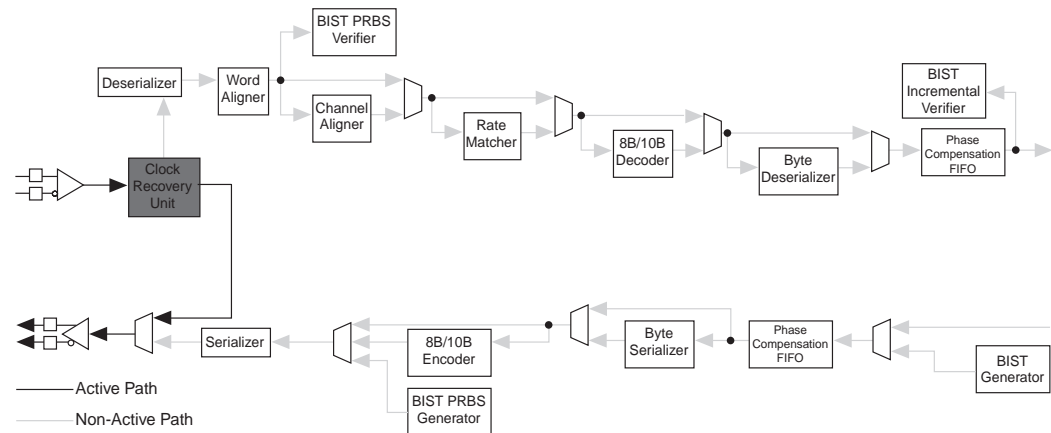 BIST PRBS
Verifier
Deserializer
Word
Aligner
Channel
Aligner
Rate
Matcher
8B/10B
Decoder
Byte
Deserializer
BIST
Incremental
Verifier
Phase
Compensation
FIFO
Clock
Recovery
Unit
Serializer
8B/10B
Encoder
BIST PRBS
Generator
Byte
Serializer
Phase
Compensation
FIFO
BIST
Generator
Active Path
Non-Active Path